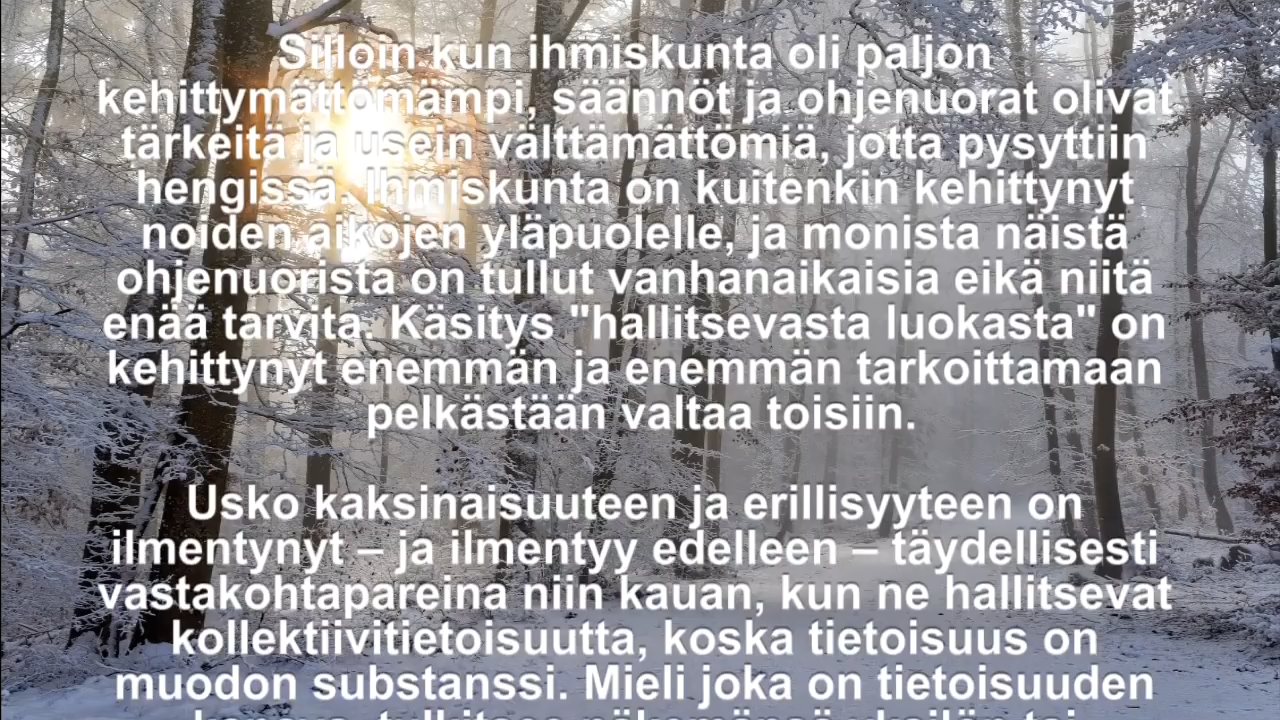 Silloin kun ihmiskunta oli paljon
kehittymättömämpi, säännöt ja ohjenuorat olivat
tärkeitä ja usein välttämättömiä, jotta pysyttiin
hengissä. Ihmiskunta on kuitenkin kehittynyt
noiden aikojen yläpuolelle, ja monista näistä
ohjenuorista on tullut vanhanaikaisia eikä niitä
enää tarvita. Käsitys "hallitsevasta luokasta" on
kehittynyt enemmän ja enemmän tarkoittamaan
pelkästään valtaa toisiin.
Usko kaksinaisuuteen ja erillisyyteen on
ilmentynyt – ja ilmentyy edelleen – täydellisesti
vastakohtapareina niin kauan, kun ne hallitsevat
kollektiivitietoisuutta, koska tietoisuus on
muodon substanssi. Mieli joka on tietoisuuden